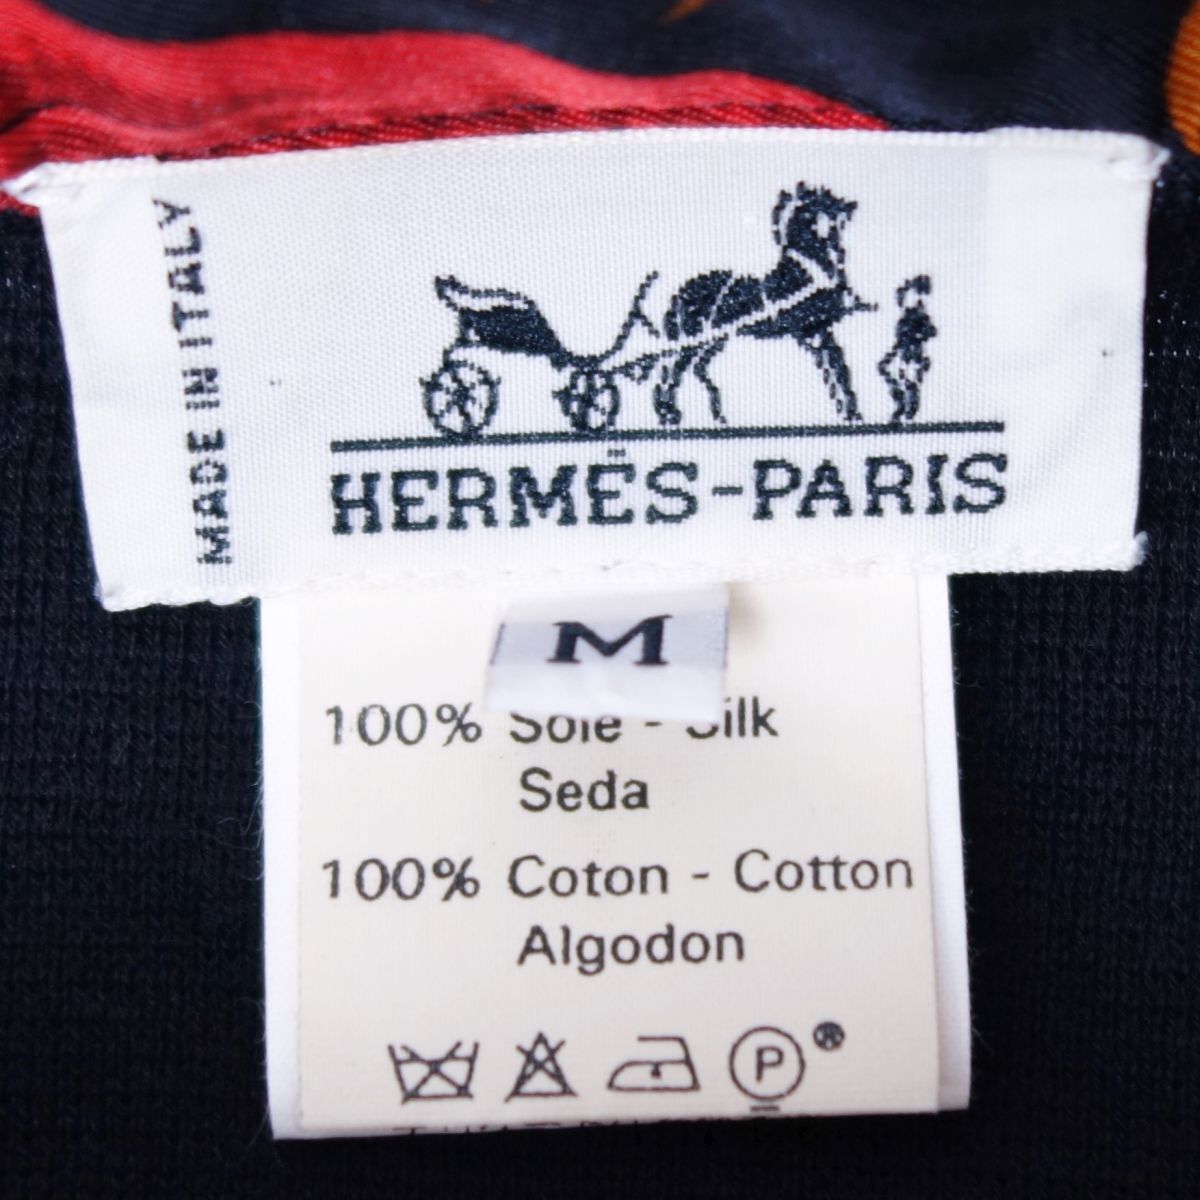 MADE IN ITALY
HERMÈS-PARIS
M
100% Soie - Silk
Seda
100% Coton - Cotton
Algodon
P ®